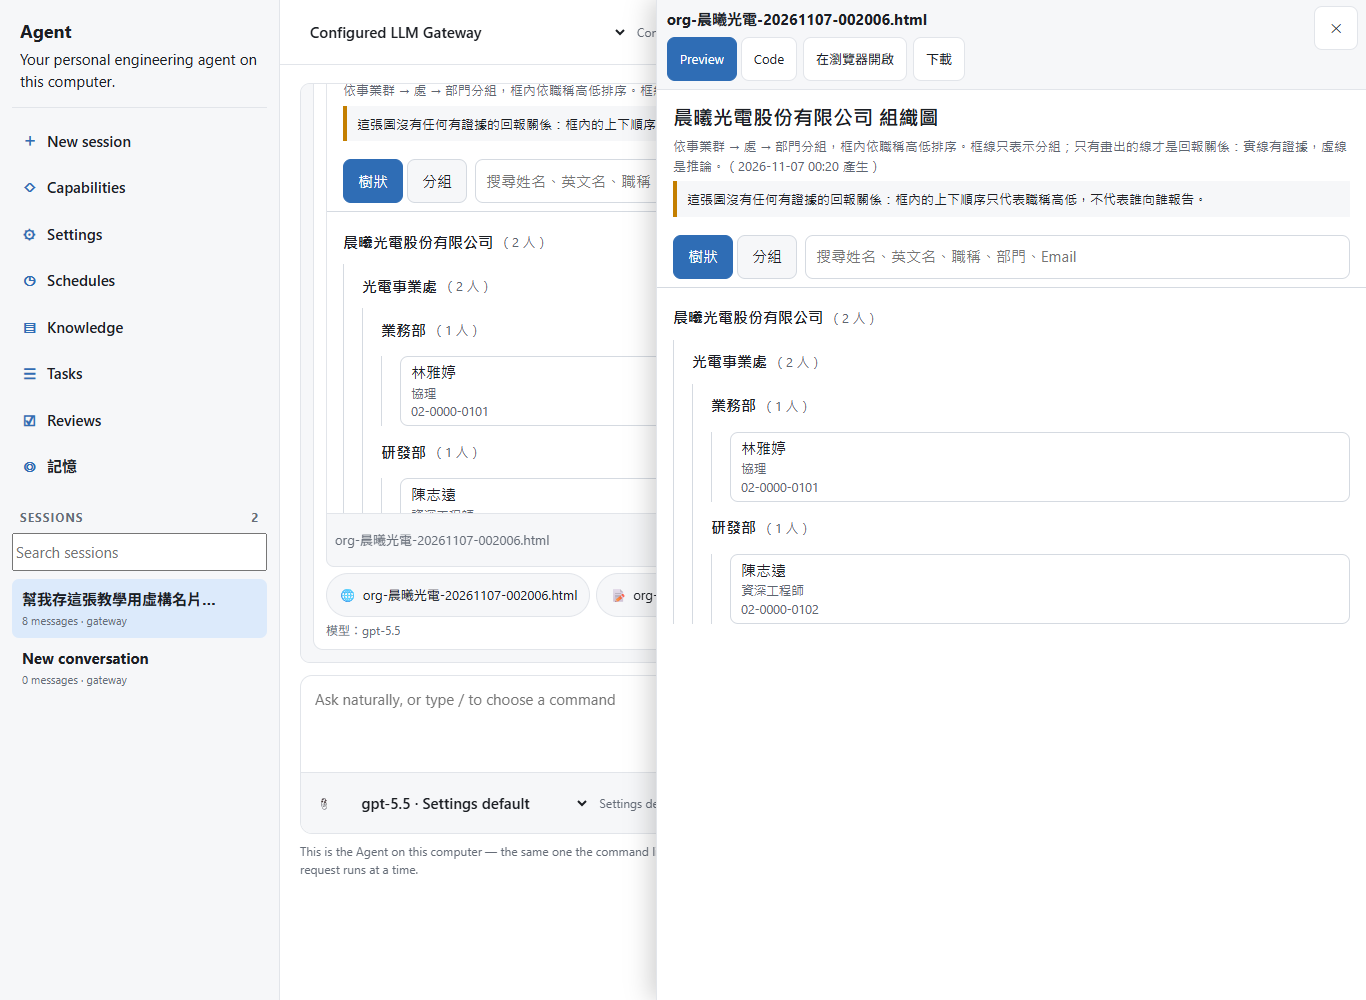 Agent
Your personal engineering agent on
this computer.
New session
Capabilities
Settings
Schedules
Knowledge
Tasks
Reviews
記憶
SESSIONS 2
Search sessions
幫我存這張教學用虛構名片...
8 messages · gateway
New conversation
0 messages · gateway
Configured LLM Gateway
依事業群 → 處 → 部門分組，框內依職稱高低排序。
這張圖沒有任何有證據的回報關係：框內的上下順序
樹狀 分組 搜尋姓名、英文名、職稱
晨曦光電股份有限公司 （2 人）
光電事業處 （2 人）
業務部 （1 人）
林雅婷
協理
02-0000-0101
研發部 （1 人）
陳志遠
資深工程師
org-晨曦光電-20261107-002006.html
org-晨曦光電-20261107-002006.html org-
模型：gpt-5.5
Ask naturally, or type / to choose a command
gpt-5.5 · Settings default Settings de
This is the Agent on this computer — the same one the command l
request runs at a time.
org-晨曦光電-20261107-002006.html
Preview Code 在瀏覽器開啟 下載
晨曦光電股份有限公司 組織圖
依事業群 → 處 → 部門分組，框內依職稱高低排序。框線只表示分組；只有畫出的線才是回報關係：實線有證據，虛線
是推論。（2026-11-07 00:20 產生）
這張圖沒有任何有證據的回報關係：框內的上下順序只代表職稱高低，不代表誰向誰報告。
樹狀 分組 搜尋姓名、英文名、職稱、部門、Email
晨曦光電股份有限公司 （2 人）
光電事業處 （2 人）
業務部 （1 人）
林雅婷
協理
02-0000-0101
研發部 （1 人）
陳志遠
資深工程師
02-0000-0102